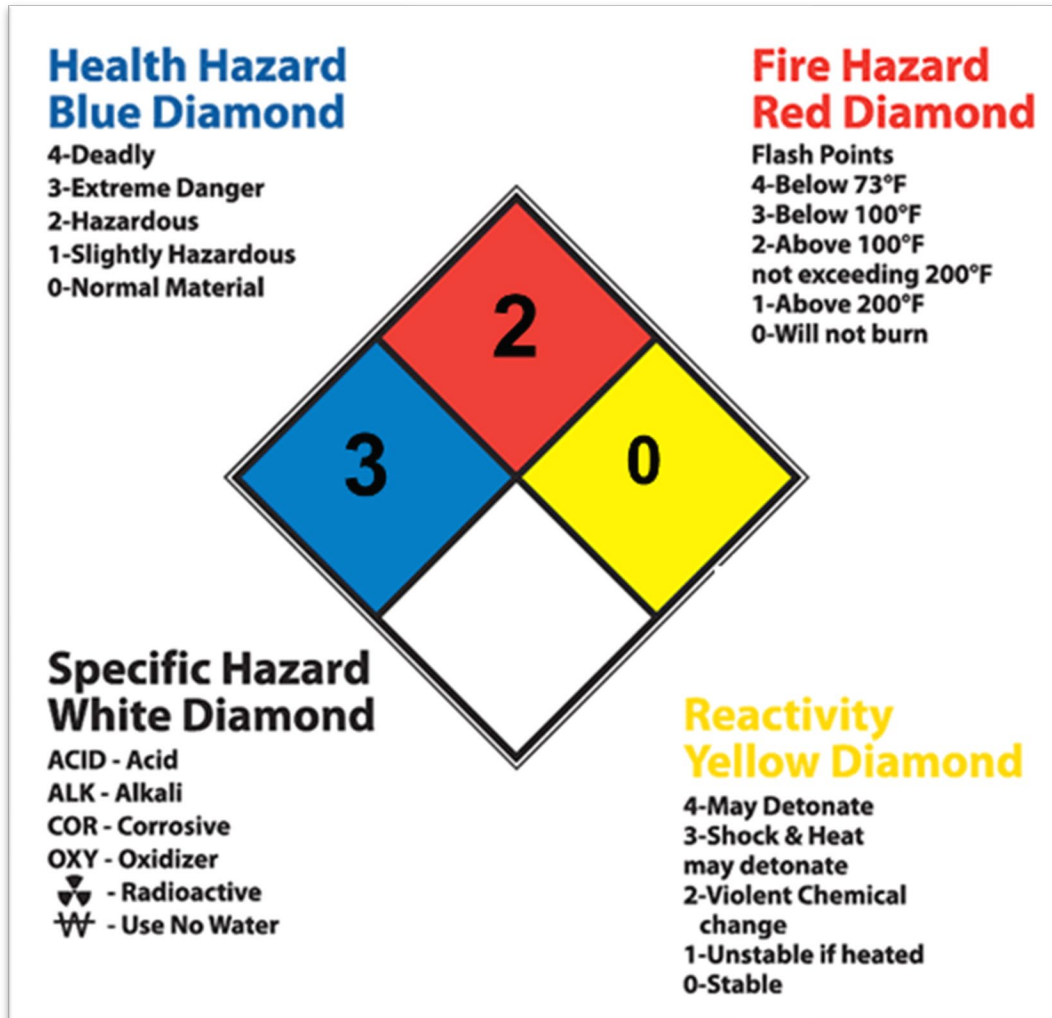 Health Hazard
Blue Diamond
4-Deadly
3-Extreme Danger
2-Hazardous
1-Slightly Hazardous
0-Normal Material
Fire Hazard
Red Diamond
Flash Points
4-Below 73°F
3-Below 100°F
2-Above 100°F
not exceeding 200°F
1-Above 200°F
0-Will not burn
2
3
0
Specific Hazard
White Diamond
ACID - Acid
ALK - Alkali
COR - Corrosive
OXY - Oxidizer
- Radioactive
W - Use No Water
Reactivity
Yellow Diamond
4-May Detonate
3-Shock & Heat
may detonate
2-Violent Chemical
change
1-Unstable if heated
0-Stable